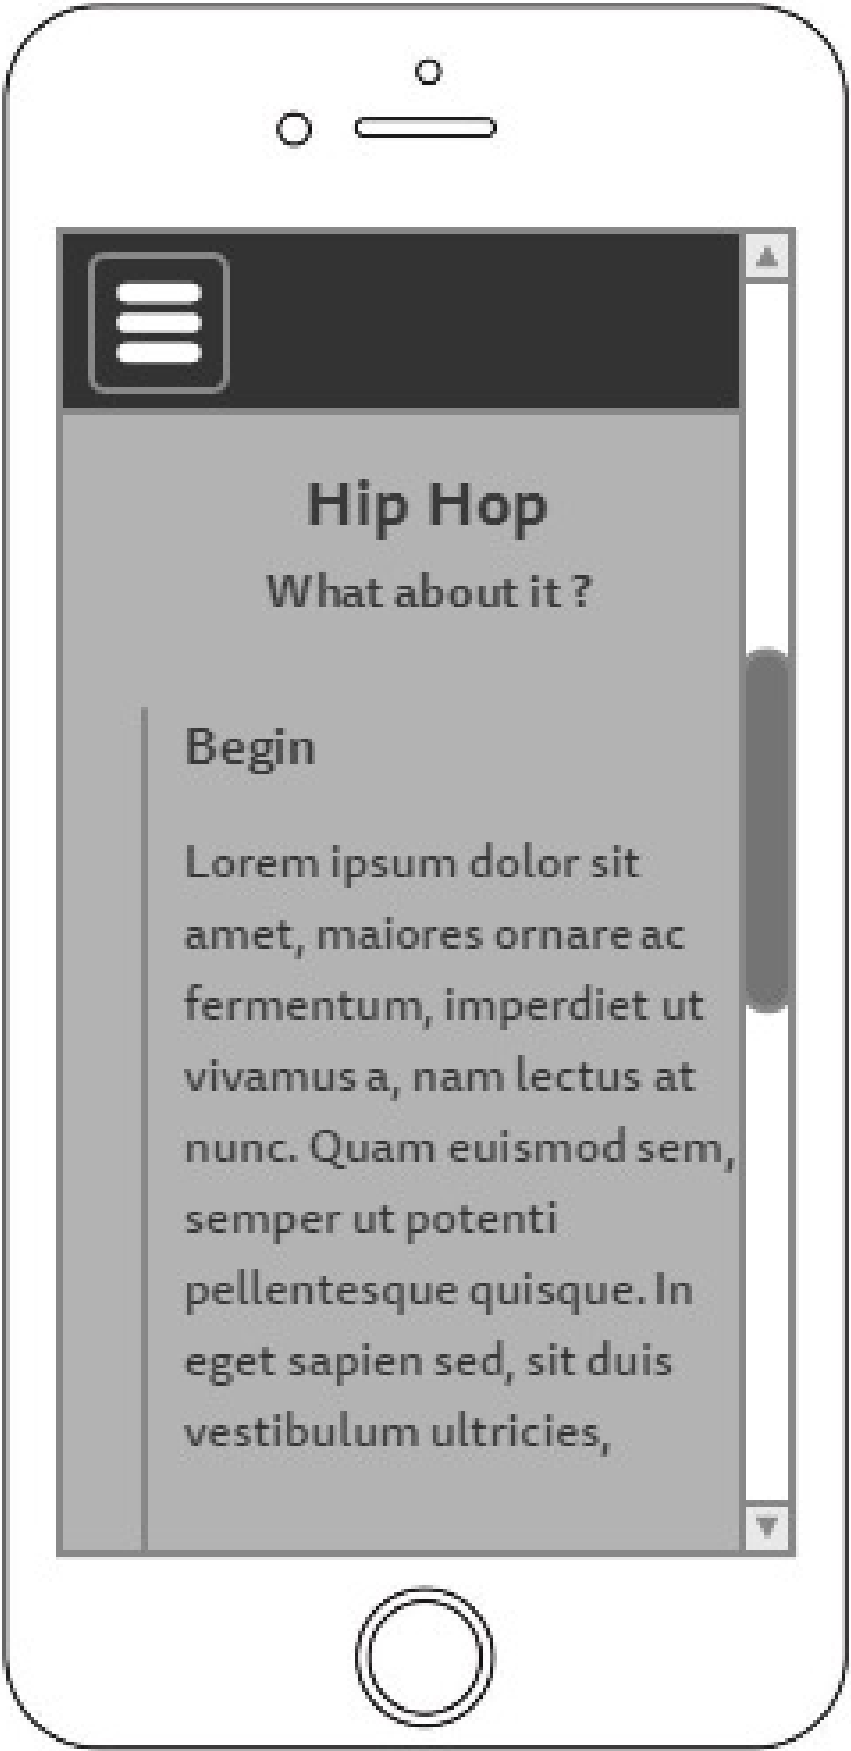 Hip Hop
What about it ?
Begin
Lorem ipsum dolor sit
amet, maiores ornare ac
fermentum, imperdiet ut
vivamus a, nam lectus at
nunc. Quam euismod sem,
semper ut potenti
pellentesque quisque. In
eget sapien sed, sit duis
vestibulum ultricies,